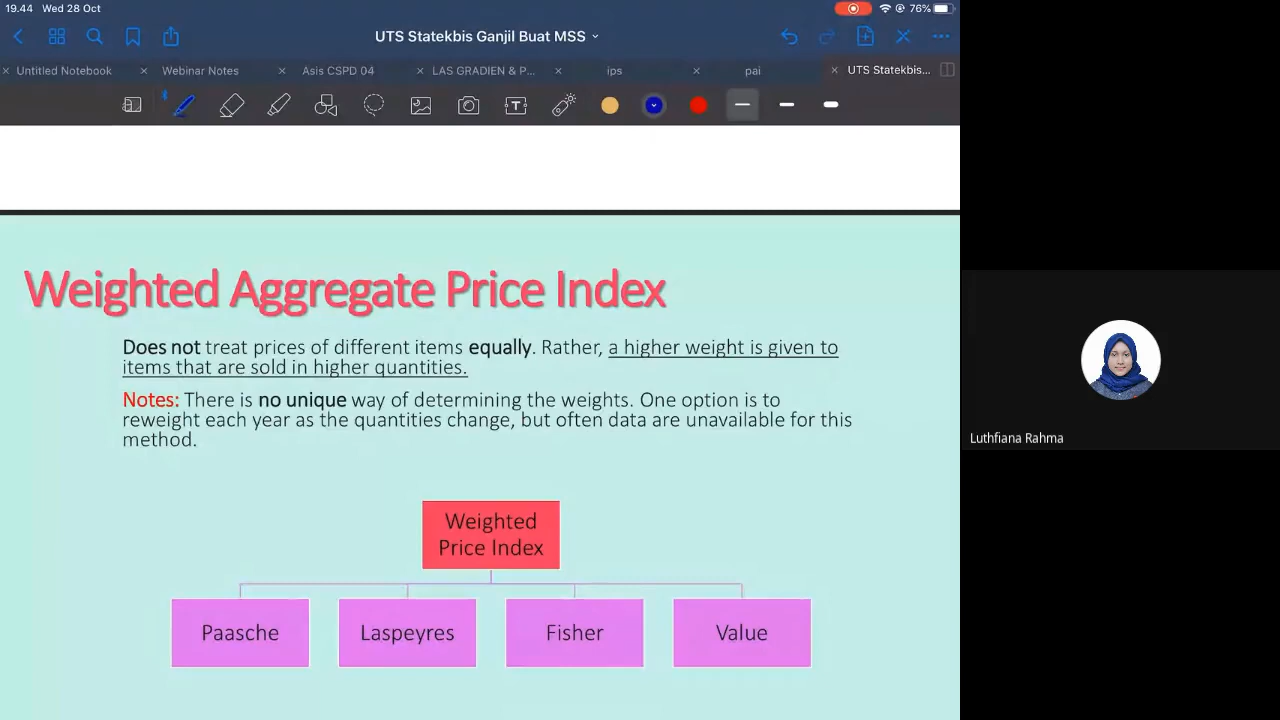 19.44 Wed 28 Oct
76%
UTS Statekbis Ganjil Buat MSS
Untitled Notebook
Webinar Notes
Asis CSPD 04
LAS GRADIEN & P...
ips
pai
UTS Statekbis...
T
Weighted Aggregate Price Index
Does not treat prices of different items equally. Rather, a higher weight is given to
items that are sold in higher quantities.
Notes: There is no unique way of determining the weights. One option is to
reweight each year as the quantities change, but often data are unavailable for this
method.
Weighted
Price Index
Paasche
Laspeyres
Fisher
Value
Luthfiana Rahma